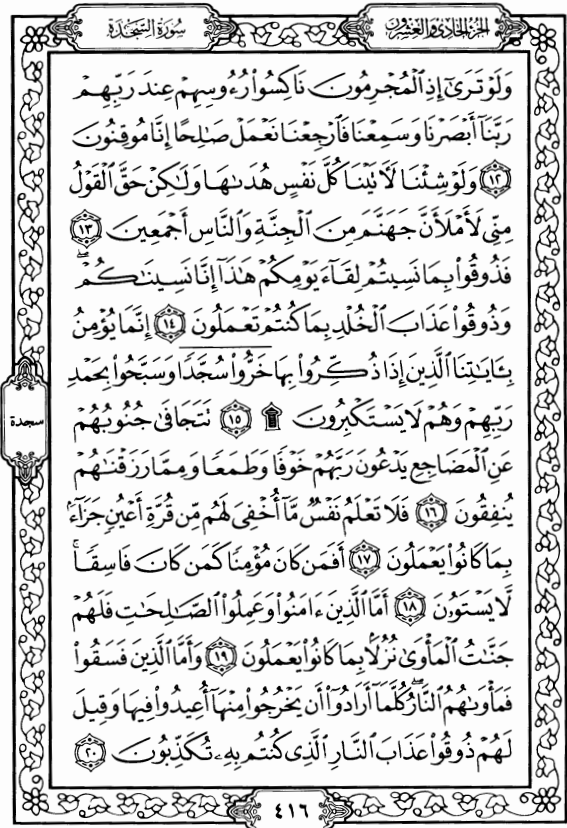 الجزء الحادي والعشرون
سورة السجدة
وَلَوْ تَرَىٰٓ إِذِ ٱلْمُجْرِمُونَ نَاكِسُوا۟ رُءُوسِهِمْ عِندَ رَبِّهِمْ
رَبَّنَآ أَبْصَرْنَا وَسَمِعْنَا فَٱرْجِعْنَا نَعْمَلْ صَٰلِحًا إِنَّا مُوقِنُونَ
١٢ وَلَوْ شِئْنَا لَءَاتَيْنَا كُلَّ نَفْسٍ هُدَىٰهَا وَلَٰكِنْ حَقَّ ٱلْقَوْلُ
مِنِّى لَأَمْلَأَنَّ جَهَنَّمَ مِنَ ٱلْجِنَّةِ وَٱلنَّاسِ أَجْمَعِينَ ١٣
فَذُوقُوا۟ بِمَا نَسِيتُمْ لِقَآءَ يَوْمِكُمْ هَٰذَآ إِنَّا نَسِينَٰكُمْ ۖ
وَذُوقُوا۟ عَذَابَ ٱلْخُلْدِ بِمَا كُنتُمْ تَعْمَلُونَ ١٤ إِنَّمَا يُؤْمِنُ
بِـَٔايَٰتِنَا ٱلَّذِينَ إِذَا ذُكِّرُوا۟ بِهَا خَرُّوا۟ سُجَّدًا وَسَبَّحُوا۟ بِحَمْدِ
رَبِّهِمْ وَهُمْ لَا يَسْتَكْبِرُونَ ۩ ١٥ تَتَجَافَىٰ جُنُوبُهُمْ
سجدة
عَنِ ٱلْمَضَاجِعِ يَدْعُونَ رَبَّهُمْ خَوْفًا وَطَمَعًا وَمِمَّا رَزَقْنَٰهُمْ
يُنفِقُونَ ١٦ فَلَا تَعْلَمُ نَفْسٌ مَّآ أُخْفِىَ لَهُم مِّن قُرَّةِ أَعْيُنٍ جَزَآءًۢ
بِمَا كَانُوا۟ يَعْمَلُونَ ١٧ أَفَمَن كَانَ مُؤْمِنًا كَمَن كَانَ فَاسِقًا ۚ
لَّا يَسْتَوُۥنَ ١٨ أَمَّا ٱلَّذِينَ ءَامَنُوا۟ وَعَمِلُوا۟ ٱلصَّٰلِحَٰتِ فَلَهُمْ
جَنَّٰتُ ٱلْمَأْوَىٰ نُزُلًۢا بِمَا كَانُوا۟ يَعْمَلُونَ ١٩ وَأَمَّا ٱلَّذِينَ فَسَقُوا۟
فَمَأْوَىٰهُمُ ٱلنَّارُ ۖ كُلَّمَآ أَرَادُوٓا۟ أَن يَخْرُجُوا۟ مِنْهَآ أُعِيدُوا۟ فِيهَا وَقِيلَ
لَهُمْ ذُوقُوا۟ عَذَابَ ٱلنَّارِ ٱلَّذِى كُنتُم بِهِۦ تُكَذِّبُونَ ٢٠
٤١٦